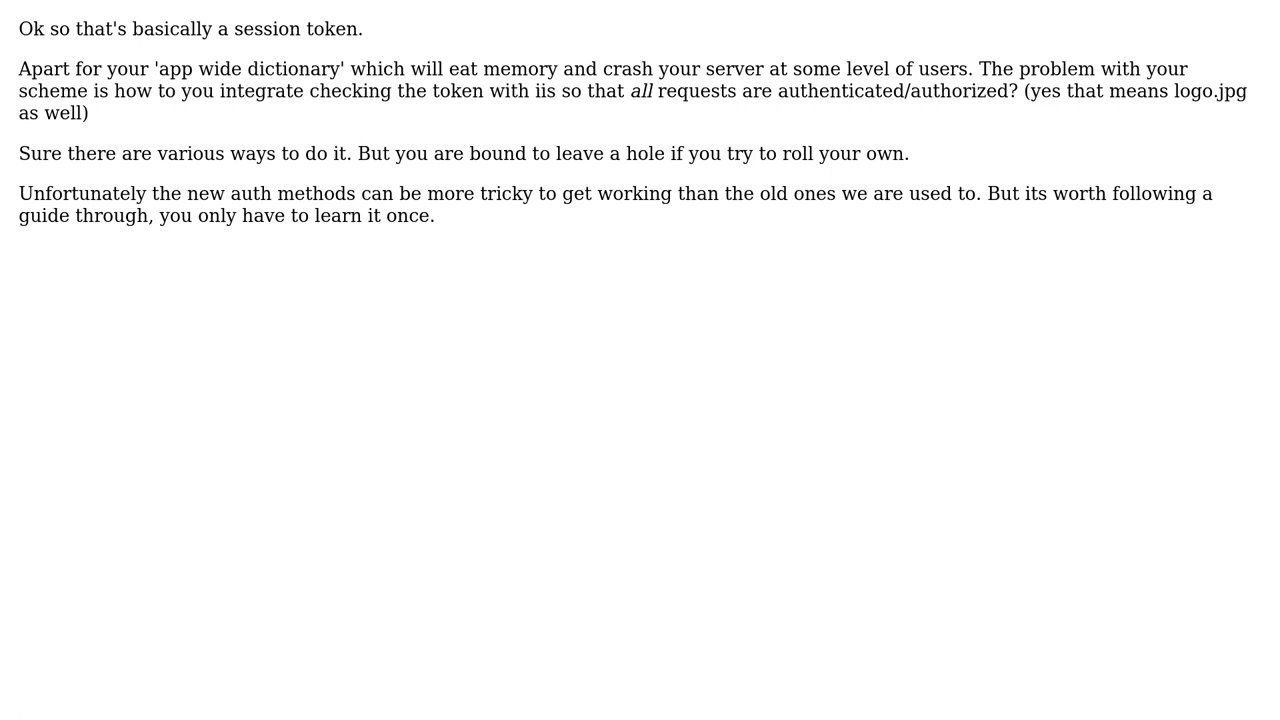 Ok so that's basically a session token.
Apart for your 'app wide dictionary' which will eat memory and crash your server at some level of users. The problem with your
scheme is how to you integrate checking the token with iis so that all requests are authenticated/authorized? (yes that means logo.jpg
as well)
Sure there are various ways to do it. But you are bound to leave a hole if you try to roll your own.
Unfortunately the new auth methods can be more tricky to get working than the old ones we are used to. But its worth following a
guide through, you only have to learn it once.